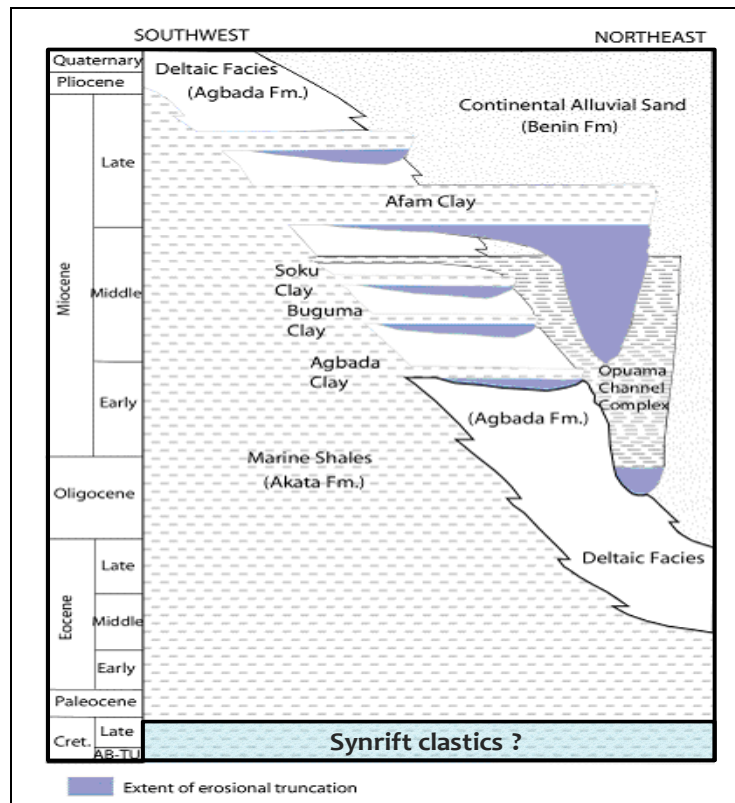 SOUTHWEST
NORTHEAST
Quaternary
Pliocene
Miocene
Late
Middle
Early
Oligocene
Eocene
Late
Middle
Early
Paleocene
Cret.
Late
AB-TU
Deltaic Facies
(Agbada Fm.)
Continental Alluvial Sand
(Benin Fm)
Afam Clay
Soku
Clay
Buguma
Clay
Agbada
Clay
Opuama
Channel
Complex
(Agbada Fm.)
Marine Shales
(Akata Fm.)
Deltaic Facies
Synrift clastics ?
Extent of erosional truncation